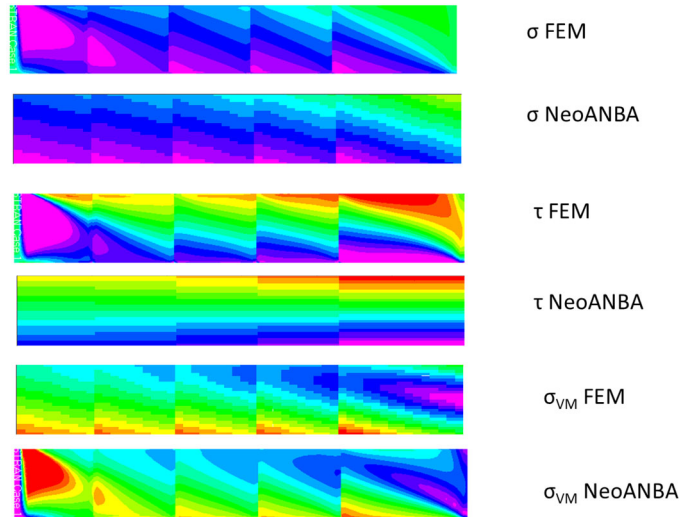 σ FEM
σ NeoANBA
τ FEM
τ NeoANBA
σVM FEM
σVM NeoANBA